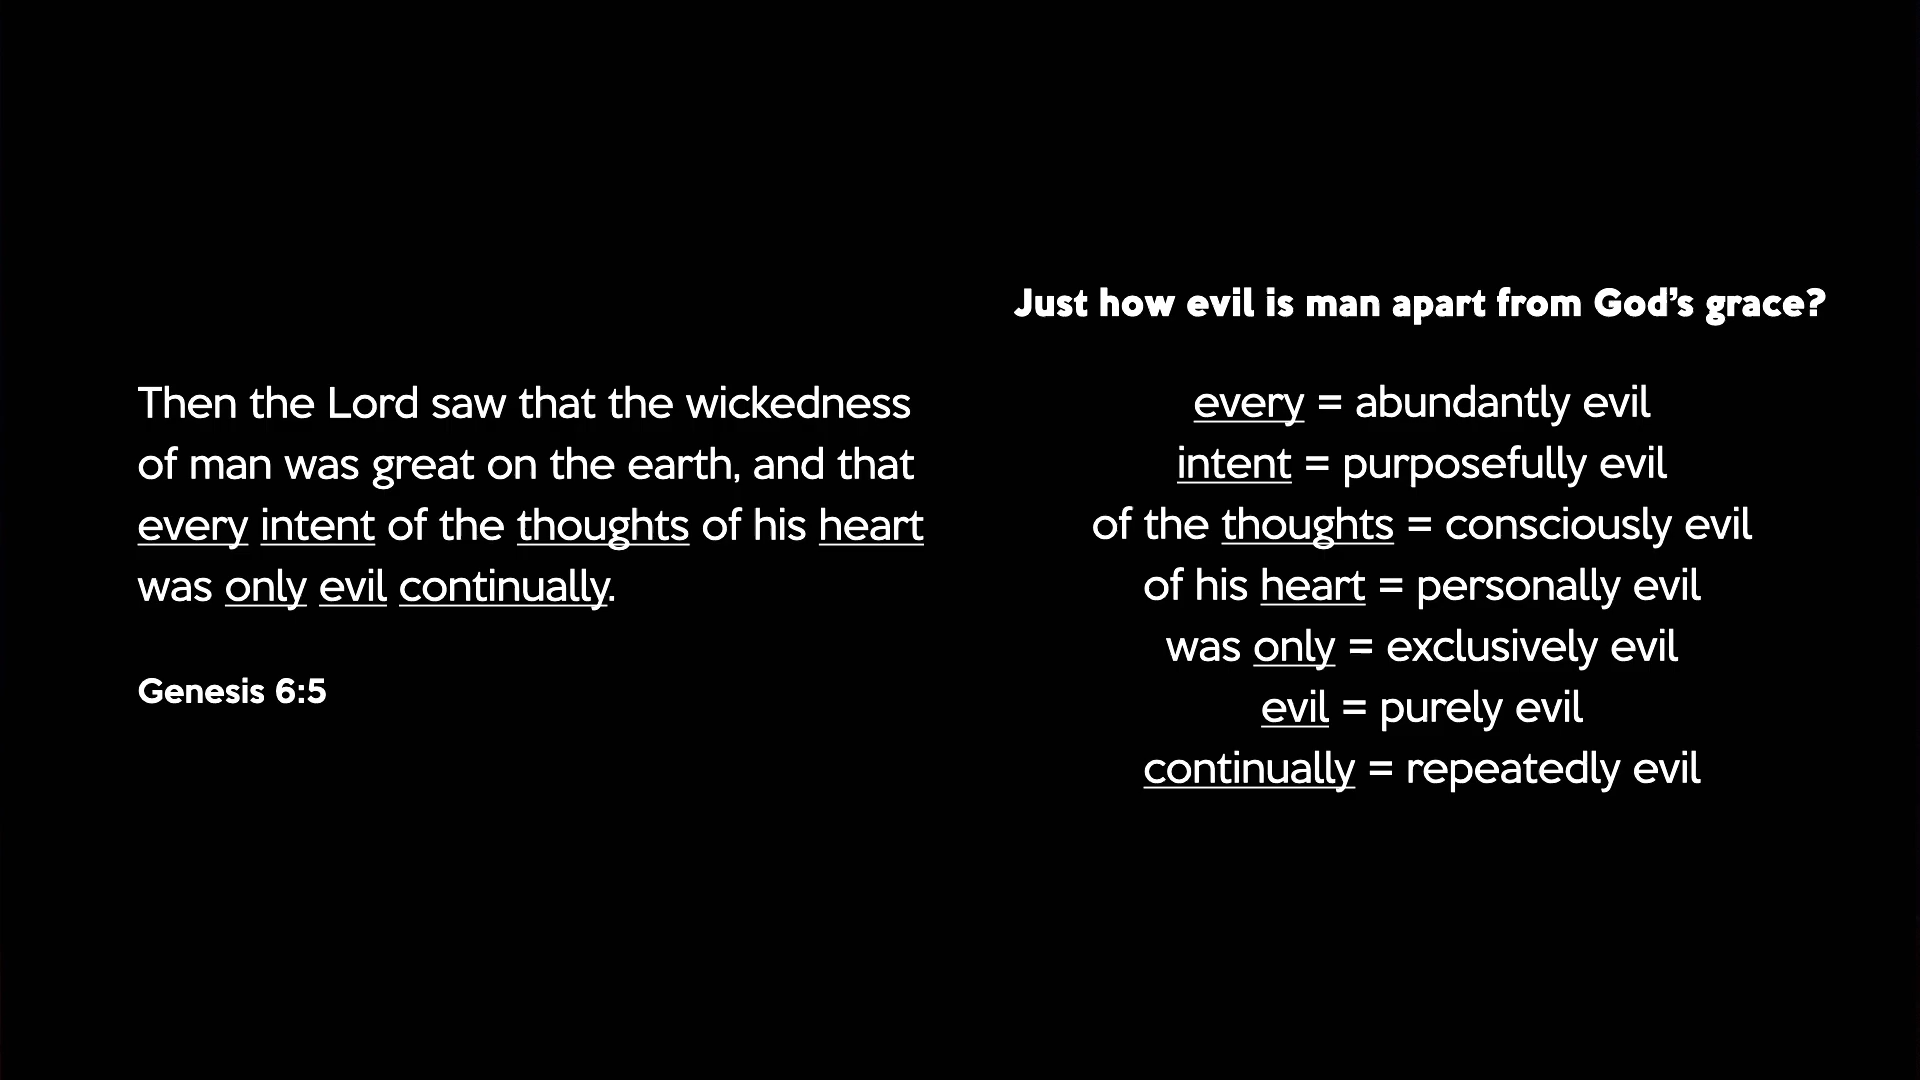 Then the Lord saw that the wickedness
of man was great on the earth, and that
every intent of the thoughts of his heart
was only evil continually.
Genesis 6:5
Just how evil is man apart from God’s grace?
every = abundantly evil
intent = purposefully evil
of the thoughts = consciously evil
of his heart = personally evil
was only = exclusively evil
evil = purely evil
continually = repeatedly evil